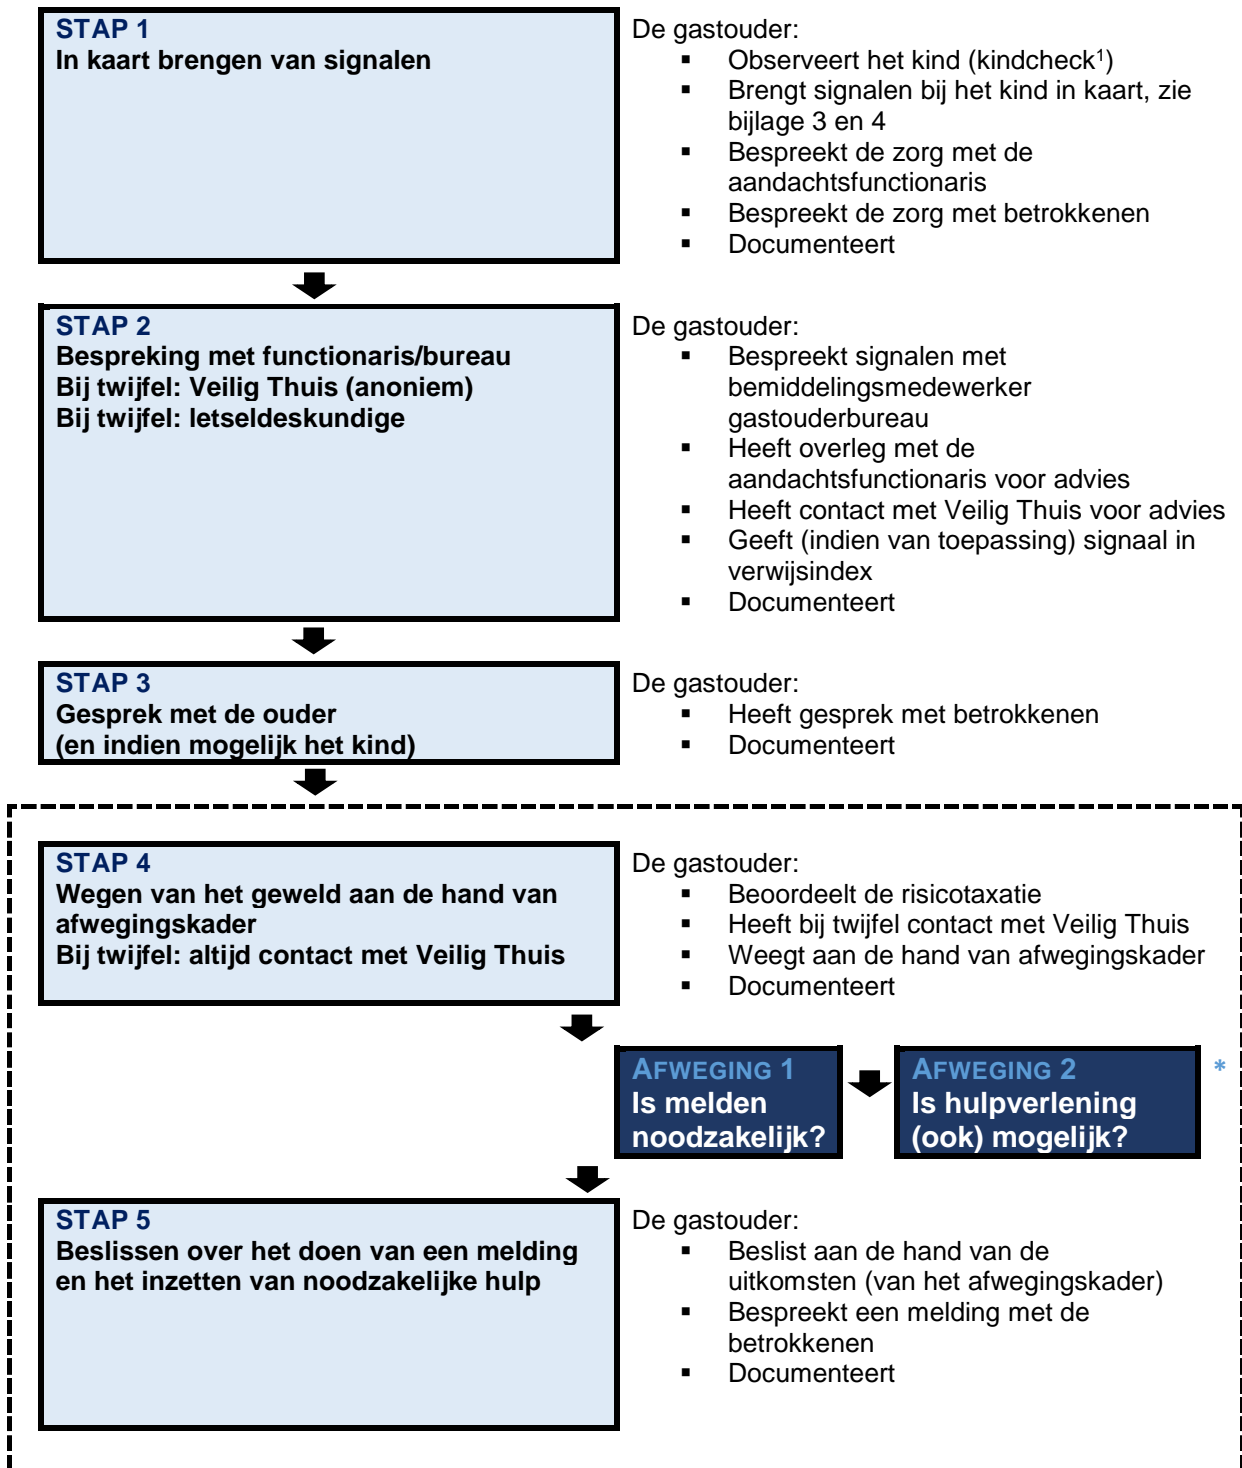 STAP 1
In kaart brengen van signalen
De gastouder:
▪ Observeert het kind (kindcheck¹)
▪ Brengt signalen bij het kind in kaart, zie
bijlage 3 en 4
▪ Bespreekt de zorg met de
aandachtsfunctionaris
▪ Bespreekt de zorg met betrokkenen
▪ Documenteert
STAP 2
Bespreking met functionaris/bureau
Bij twijfel: Veilig Thuis (anoniem)
Bij twijfel: letseldeskundige
De gastouder:
▪ Bespreekt signalen met
bemiddelingsmedewerker
gastouderbureau
▪ Heeft overleg met de
aandachtsfunctionaris voor advies
▪ Heeft contact met Veilig Thuis voor advies
▪ Geeft (indien van toepassing) signaal in
verwijsindex
▪ Documenteert
STAP 3
Gesprek met de ouder
(en indien mogelijk het kind)
De gastouder:
▪ Heeft gesprek met betrokkenen
▪ Documenteert
STAP 4
Wegen van het geweld aan de hand van
afwegingskader
Bij twijfel: altijd contact met Veilig Thuis
De gastouder:
▪ Beoordeelt de risicotaxatie
▪ Heeft bij twijfel contact met Veilig Thuis
▪ Weegt aan de hand van afwegingskader
▪ Documenteert
AFWEGING 1
Is melden
noodzakelijk?
AFWEGING 2
Is hulpverlening
(ook) mogelijk?
*
STAP 5
Beslissen over het doen van een melding
en het inzetten van noodzakelijke hulp
De gastouder:
▪ Beslist aan de hand van de
uitkomsten (van het afwegingskader)
▪ Bespreekt een melding met de
betrokkenen
▪ Documenteert